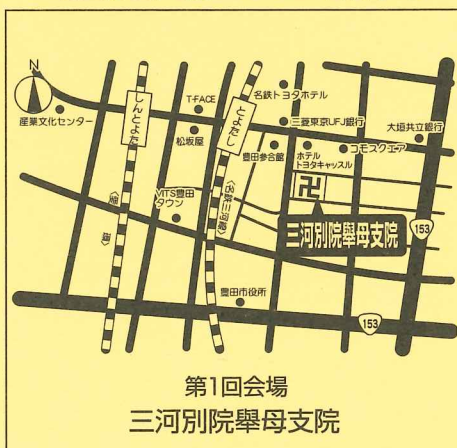 N
名鉄トヨタホテル
T-FACE
しんとよた
とよたし
産業文化センター
松坂屋
三菱東京UFJ銀行
大垣共立銀行
豊田参合館
ホテル
トヨタキャッスル
コモスクエア
VITS豊田
タウン
〈名鉄三河線〉
三河別院舉母支院
153
豊田市役所
153
第1回会場
三河別院舉母支院